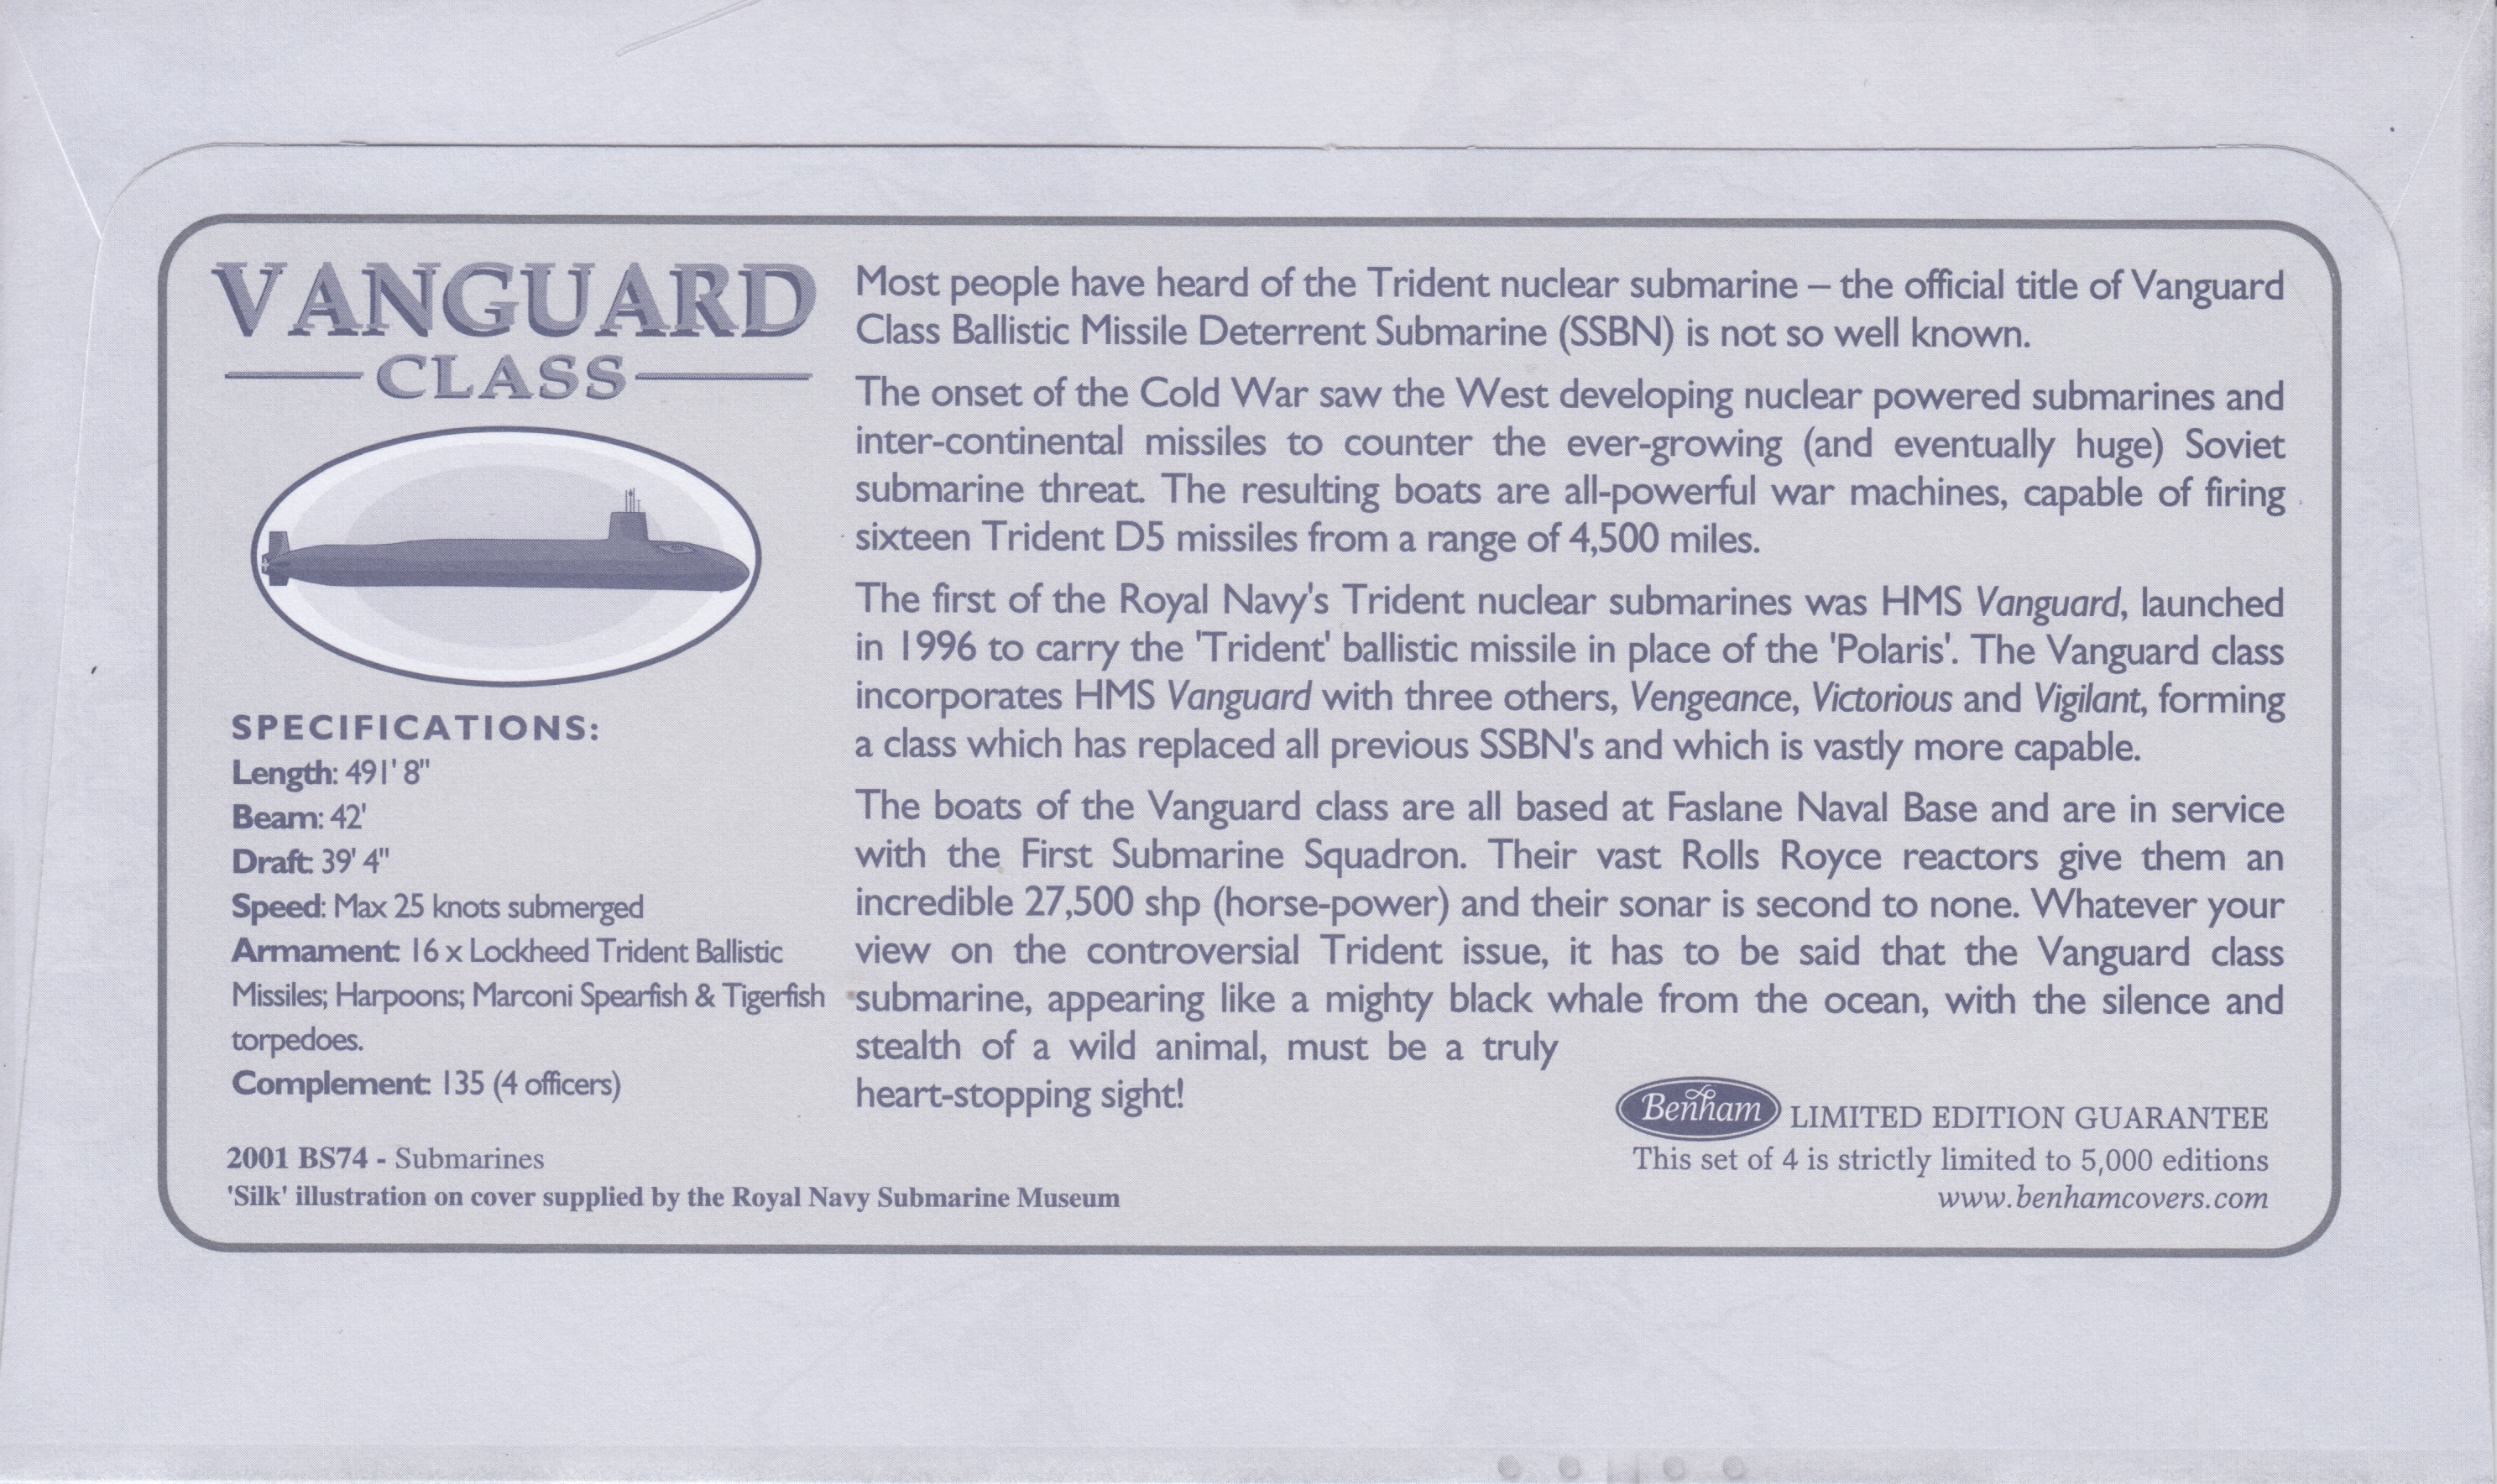 VANGUARD
CLASS
SPECIFICATIONS:
Length: 491' 8"
Beam: 42'
Draft: 39' 4"
Speed: Max 25 knots submerged
Armament: 16 x Lockheed Trident Ballistic
Missiles; Harpoons; Marconi Spearfish & Tigerfish
torpedoes.
Complement: 135 (4 officers)
Most people have heard of the Trident nuclear submarine – the official title of Vanguard
Class Ballistic Missile Deterrent Submarine (SSBN) is not so well known.
The onset of the Cold War saw the West developing nuclear powered submarines and
inter-continental missiles to counter the ever-growing (and eventually huge) Soviet
submarine threat. The resulting boats are all-powerful war machines, capable of firing
sixteen Trident D5 missiles from a range of 4,500 miles.
The first of the Royal Navy's Trident nuclear submarines was HMS Vanguard, launched
in 1996 to carry the 'Trident' ballistic missile in place of the 'Polaris'. The Vanguard class
incorporates HMS Vanguard with three others, Vengeance, Victorious and Vigilant, forming
a class which has replaced all previous SSBN's and which is vastly more capable.
The boats of the Vanguard class are all based at Faslane Naval Base and are in service
with the First Submarine Squadron. Their vast Rolls Royce reactors give them an
incredible 27,500 shp (horse-power) and their sonar is second to none. Whatever your
view on the controversial Trident issue, it has to be said that the Vanguard class
submarine, appearing like a mighty black whale from the ocean, with the silence and
stealth of a wild animal, must be a truly
heart-stopping sight!
2001 BS74 - Submarines
'Silk' illustration on cover supplied by the Royal Navy Submarine Museum
Benham LIMITED EDITION GUARANTEE
This set of 4 is strictly limited to 5,000 editions
www.benhamcovers.com